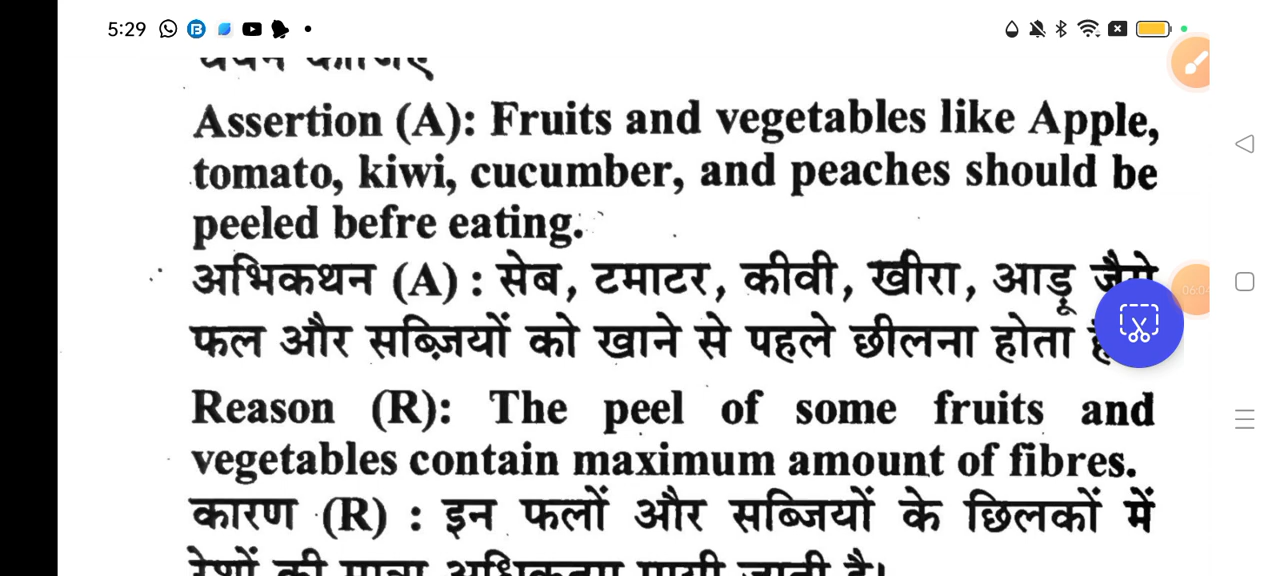 5:29
Assertion (A): Fruits and vegetables like Apple,
tomato, kiwi, cucumber, and peaches should be
peeled befre eating.
अभिकथन (A) : सेब, टमाटर, कीवी, खीरा, आड़ू जैसे
फल और सब्ज़ियों को खाने से पहले छीलना होता
Reason (R): The peel of some fruits and
vegetables contain maximum amount of fibres.
कारण (R) : इन फलों और सब्जियों के छिलकों में
रेशों की मात्रा अधिकतम पायी जाती है।